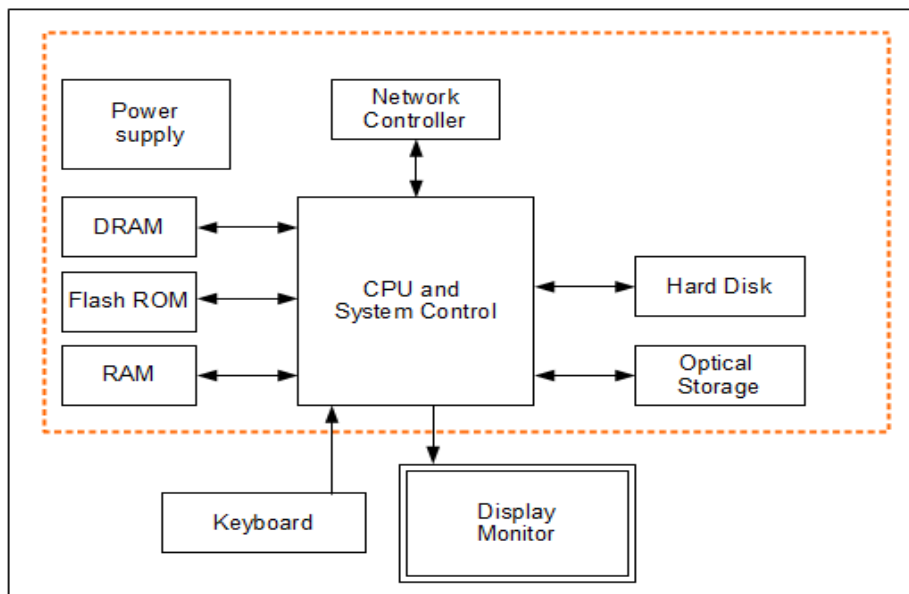 Power
supply
Network
Controller
DRAM
Flash ROM
RAM
CPU and
System Control
Hard Disk
Optical
Storage
Keyboard
Display
Monitor